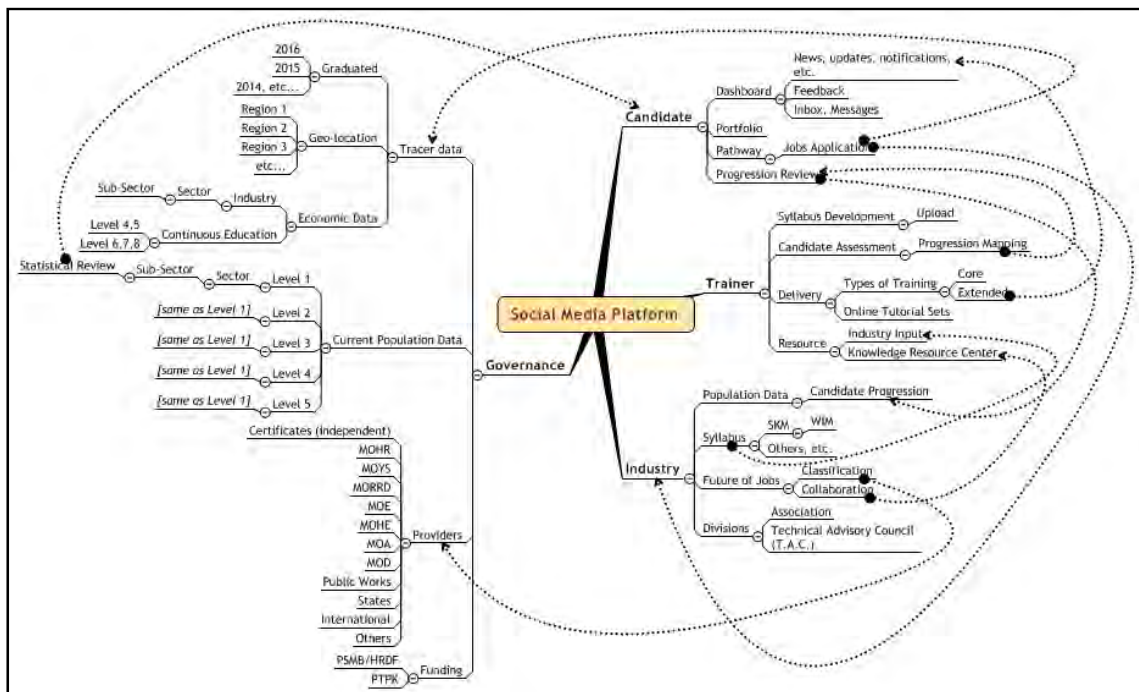 Social Media Platform
Candidate
Dashboard
News, updates, notifications,
etc.
Feedback
Inbox, Messages
Portfolio
Pathway
Jobs Application
Progression Review
Trainer
Syllabus Development
Upload
Candidate Assessment
Progression Mapping
Delivery
Types of Training
Core
Extended
Online Tutorial Sets
Resource
Industry Input
Knowledge Resource Center
Industry
Population Data
Candidate Progression
Syllabus
SKM
WIM
Others, etc.
Future of Jobs
Classification
Collaboration
Divisions
Association
Technical Advisory Council
(T.A.C.)
Governance
Tracer data
Graduated
2016
2015
2014, etc...
Geo-location
Region 1
Region 2
Region 3
etc...
Economic Data
Industry
Sector
Sub-Sector
Continuous Education
Level 4,5
Level 6,7,8
Current Population Data
Level 1
Sector
Sub-Sector
Statistical Review
Level 2
[same as Level 1]
Level 3
[same as Level 1]
Level 4
[same as Level 1]
Level 5
[same as Level 1]
Providers
Certificates (Independent)
MOHR
MOYS
MORRD
MOE
MOHE
MOA
MOD
Public Works
States
International
Others
Funding
PSMB/HRDF
PTPK